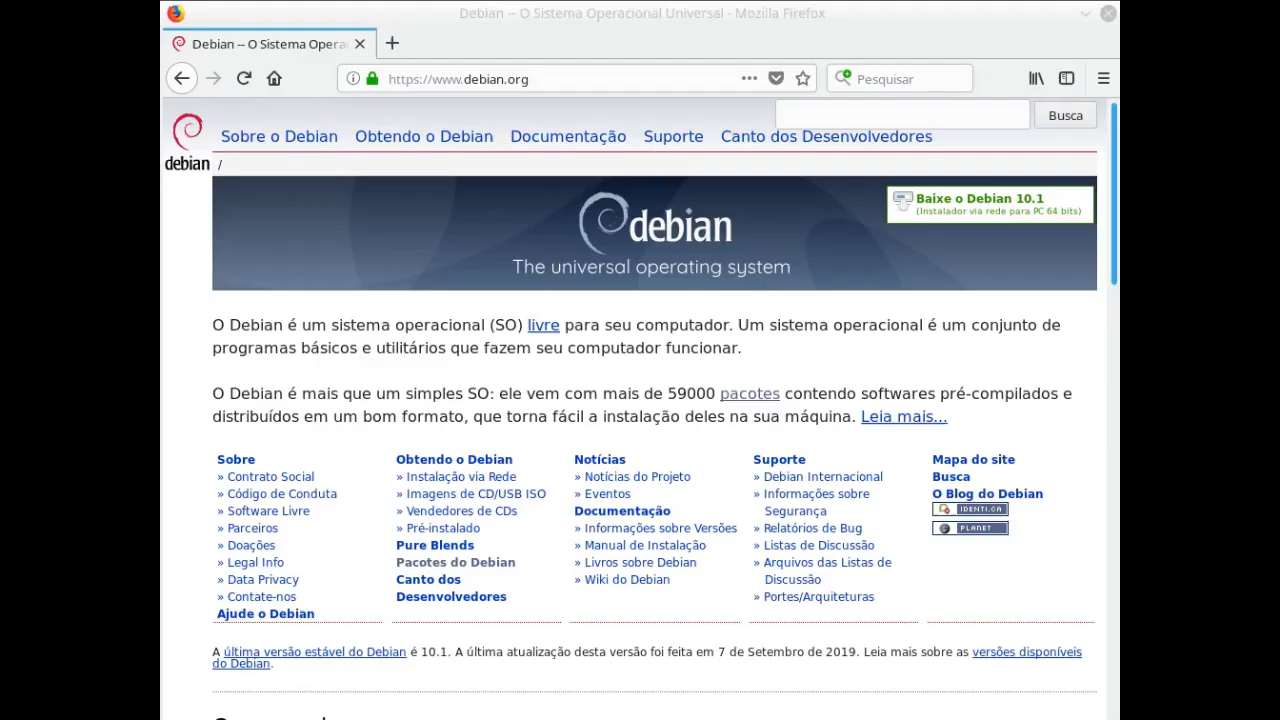 Debian -- O Sistema Operacional Universal - Mozilla Firefox
Debian -- O Sistema Opera
https://www.debian.org
Pesquisar
Busca
Sobre o Debian Obtendo o Debian Documentação Suporte Canto dos Desenvolvedores
debian /
Baixe o Debian 10.1
(Instalador via rede para PC 64 bits)
debian
The universal operating system
O Debian é um sistema operacional (SO) livre para seu computador. Um sistema operacional é um conjunto de
programas básicos e utilitários que fazem seu computador funcionar.
O Debian é mais que um simples SO: ele vem com mais de 59000 pacotes contendo softwares pré-compilados e
distribuídos em um bom formato, que torna fácil a instalação deles na sua máquina. Leia mais...
Sobre
» Contrato Social
» Código de Conduta
» Software Livre
» Parceiros
» Doações
» Legal Info
» Data Privacy
» Contate-nos
Ajude o Debian
Obtendo o Debian
» Instalação via Rede
» Imagens de CD/USB ISO
» Vendedores de CDs
» Pré-instalado
Pure Blends
Pacotes do Debian
Canto dos
Desenvolvedores
Notícias
» Notícias do Projeto
» Eventos
Documentação
» Informações sobre Versões
» Manual de Instalação
» Livros sobre Debian
» Wiki do Debian
Suporte
» Debian Internacional
» Informações sobre
Segurança
» Relatórios de Bug
» Listas de Discussão
» Arquivos das Listas de
Discussão
» Portes/Arquiteturas
Mapa do site
Busca
O Blog do Debian
IDENTI.CA
PLANET
A última versão estável do Debian é 10.1. A última atualização desta versão foi feita em 7 de Setembro de 2019. Leia mais sobre as versões disponíveis
do Debian.